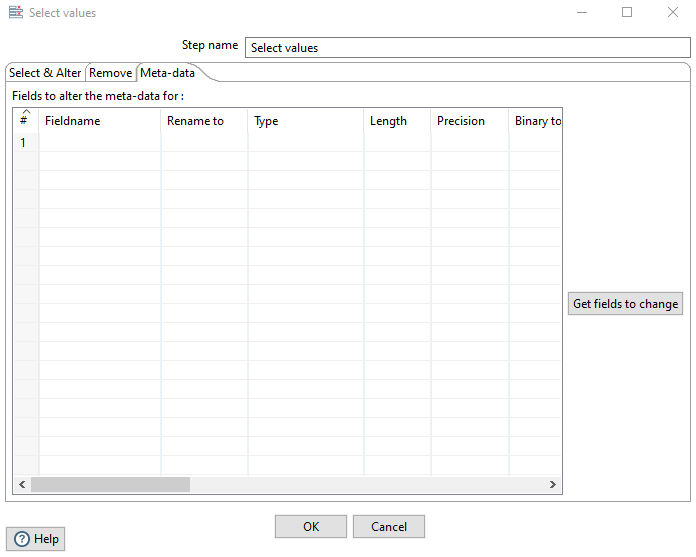 Select values
Step name Select values
Select & Alter Remove Meta-data
Fields to alter the meta-data for :
# Fieldname Rename to Type Length Precision Binary to
1
Get fields to change
OK Cancel
Help